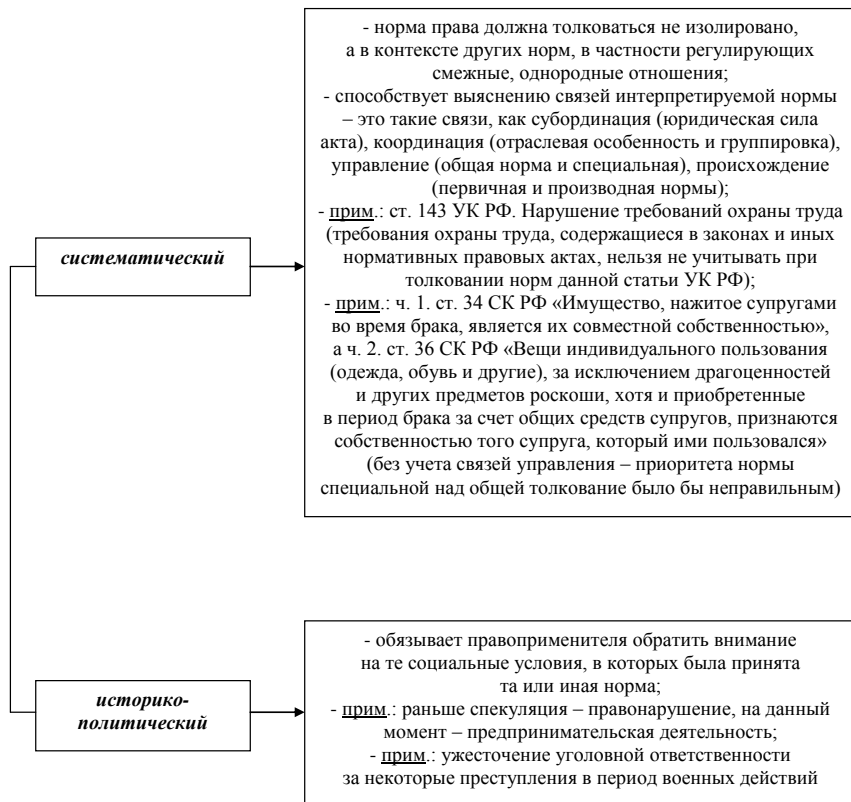 - норма права должна толковаться не изолировано,
а в контексте других норм, в частности регулирующих
смежные, однородные отношения;
- способствует выяснению связей интерпретируемой нормы
– это такие связи, как субординация (юридическая сила
акта), координация (отраслевая особенность и группировка),
управление (общая норма и специальная), происхождение
(первичная и производная нормы);
- прим.: ст. 143 УК РФ. Нарушение требований охраны труда
(требования охраны труда, содержащиеся в законах и иных
нормативных правовых актах, нельзя не учитывать при
толковании норм данной статьи УК РФ);
- прим.: ч. 1. ст. 34 СК РФ «Имущество, нажитое супругами
во время брака, является их совместной собственностью»,
а ч. 2. ст. 36 СК РФ «Вещи индивидуального пользования
(одежда, обувь и другие), за исключением драгоценностей
и других предметов роскоши, хотя и приобретенные
в период брака за счет общих средств супругов, признаются
собственностью того супруга, который ими пользовался»
(без учета связей управления – приоритета нормы
специальной над общей толкование было бы неправильным)
систематический
- обязывает правоприменителя обратить внимание
на те социальные условия, в которых была принята
та или иная норма;
- прим.: раньше спекуляция – правонарушение, на данный
момент – предпринимательская деятельность;
- прим.: ужесточение уголовной ответственности
за некоторые преступления в период военных действий
историко-
политический